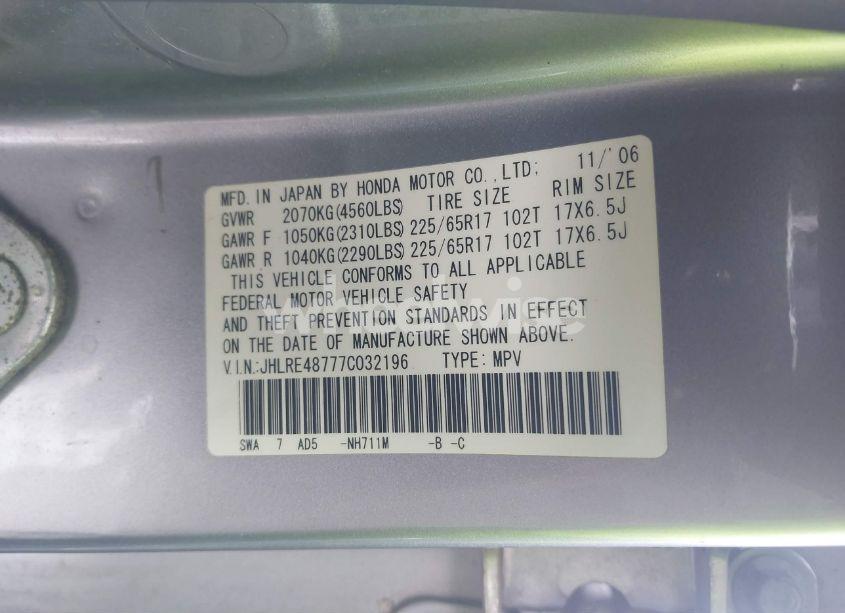 MFD. IN JAPAN BY HONDA MOTOR CO.,LTD; 11/'06
GVWR 2070KG(4560LBS) TIRE SIZE RIM SIZE
GAWR F 1050KG(2310LBS) 225/65R17 102T 17X6.5J
GAWR R 1040KG(2290LBS) 225/65R17 102T 17X6.5J
THIS VEHICLE CONFORMS TO ALL APPLICABLE
FEDERAL MOTOR VEHICLE SAFETY
AND THEFT PREVENTION STANDARDS IN EFFECT
ON THE DATE OF MANUFACTURE SHOWN ABOVE.
V.I.N.:JHLRE48777C032196 TYPE: MPV
SWA 7 AD5 -NH711M -B -C
wheelwise